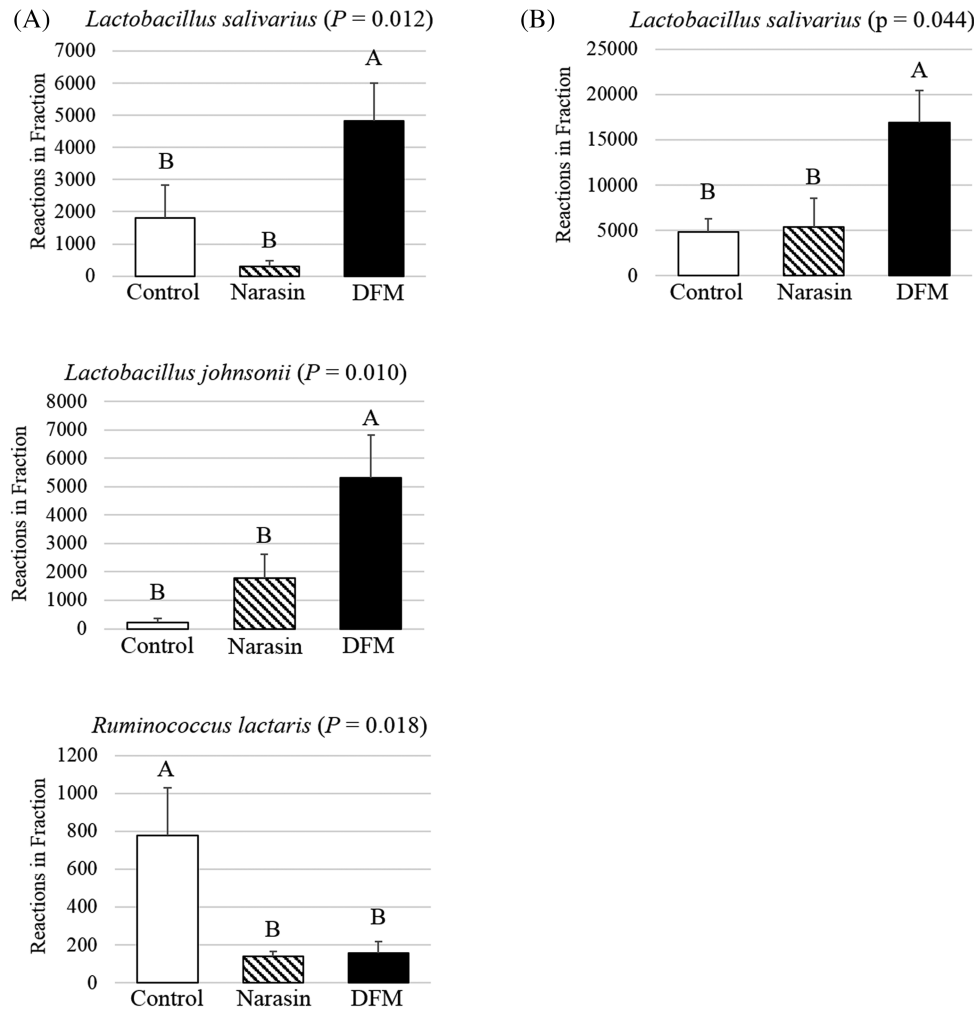 (A)
Lactobacillus salivarius (P = 0.012)
Reactions in Fraction
7000
6000
5000
4000
3000
2000
1000
0
B
B
A
Control Narasin DFM
(B)
Lactobacillus salivarius (p = 0.044)
Reactions in Fraction
25000
20000
15000
10000
5000
0
B
B
A
Control Narasin DFM
Lactobacillus johnsonii (P = 0.010)
Reactions in Fraction
8000
7000
6000
5000
4000
3000
2000
1000
0
B
B
A
Control Narasin DFM
Ruminococcus lactaris (P = 0.018)
Reactions in Fraction
1200
1000
800
600
400
200
0
A
B
B
Control Narasin DFM